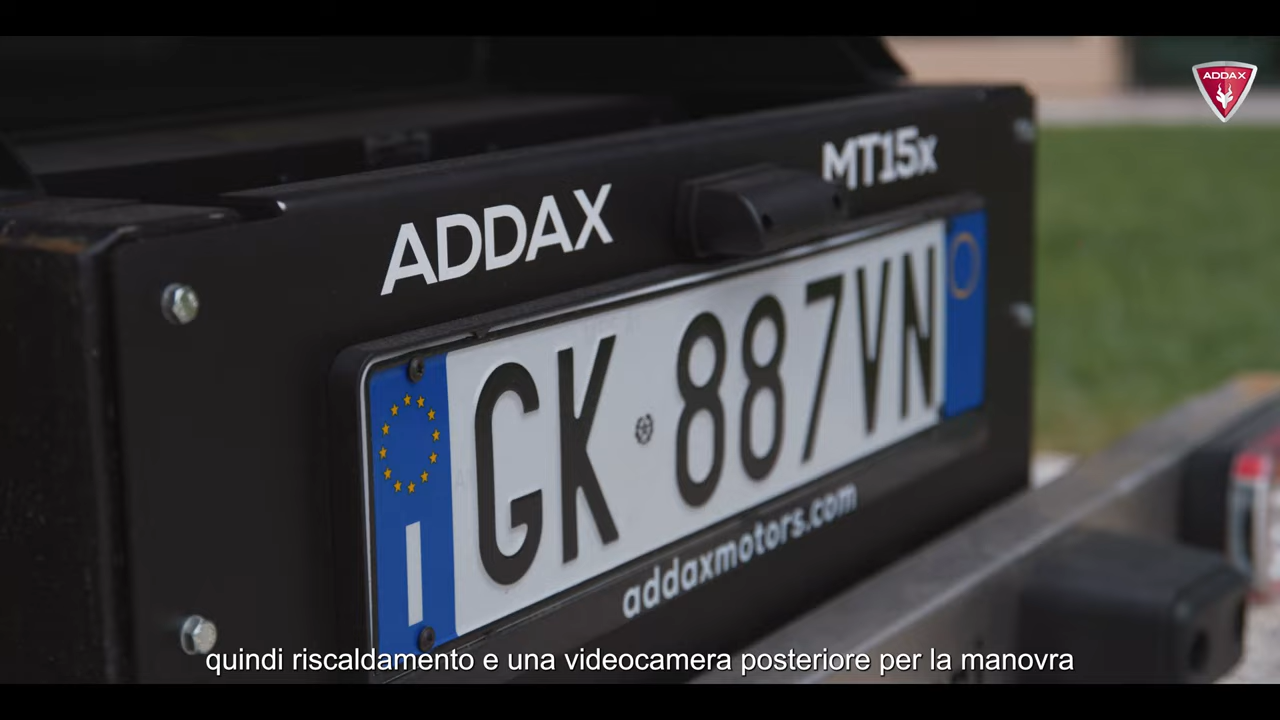 ADDAX
MT15x
ADDAX
I GK 887VN
addaxmotors.com
quindi riscaldamento e una videocamera posteriore per la manovra